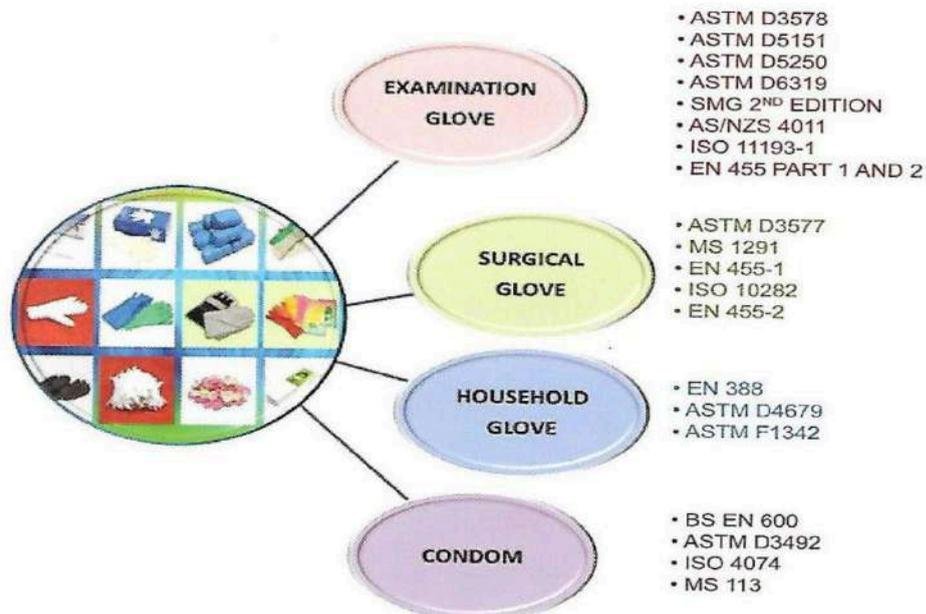 • ASTM D3578
• ASTM D5151
• ASTM D5250
• ASTM D6319
• SMG 2ND EDITION
• AS/NZS 4011
• ISO 11193-1
• EN 455 PART 1 AND 2
EXAMINATION
GLOVE
• ASTM D3577
• MS 1291
• EN 455-1
• ISO 10282
• EN 455-2
SURGICAL
GLOVE
• EN 388
• ASTM D4679
• ASTM F1342
HOUSEHOLD
GLOVE
• BS EN 600
• ASTM D3492
• ISO 4074
• MS 113
CONDOM